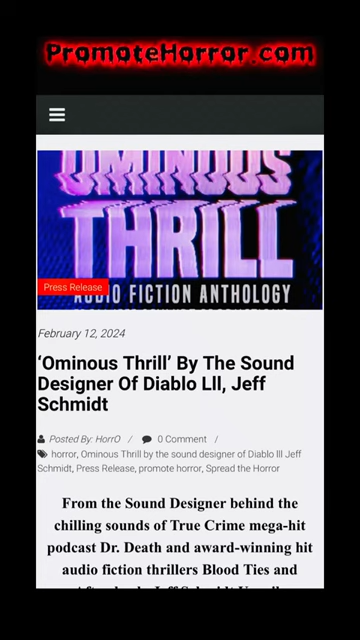 PromoteHorror.com
OMINOUS
THRILL
Press Release
AUDIO FICTION ANTHOLOGY
February 12, 2024
‘Ominous Thrill’ By The Sound
Designer Of Diablo LII, Jeff
Schmidt
Posted By: HorrO / 0 Comment /
horror, Ominous Thrill by the sound designer of Diablo lll Jeff
Schmidt, Press Release, promote horror, Spread the Horror
From the Sound Designer behind the
chilling sounds of True Crime mega-hit
podcast Dr. Death and award-winning hit
audio fiction thrillers Blood Ties and